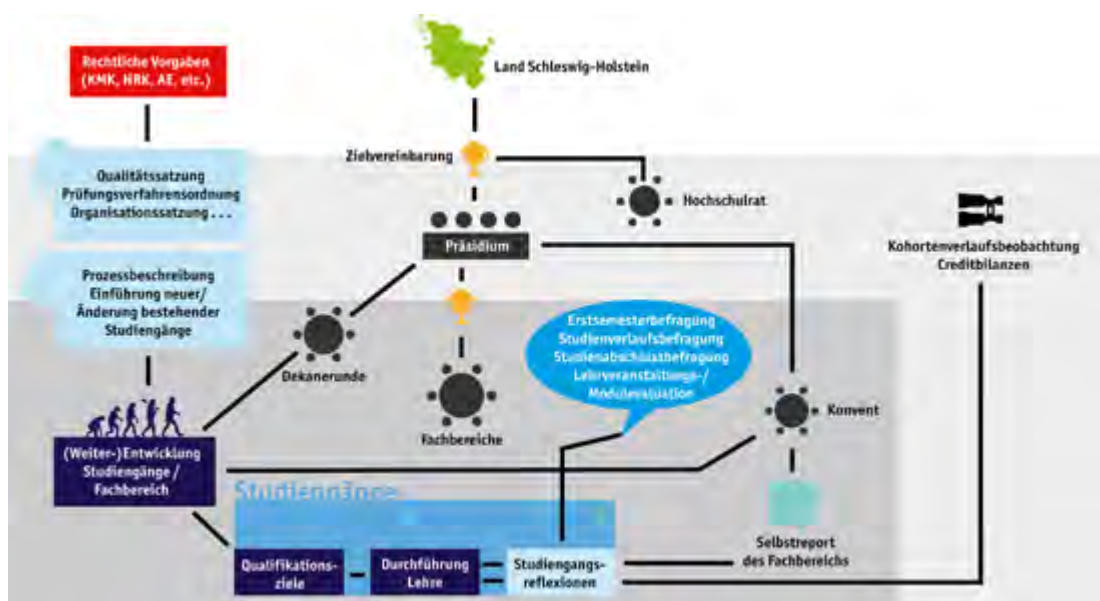 Rechtliche Vorgaben
(KMK, HRK, AE, etc.)
Land Schleswig-Holstein
Zielvereinbarung
Qualitätssatzung
Prüfungsverfahrensordnung
Organisationssatzung . . .
Hochschulrat
Präsidium
Kohortenverlaufsbeobachtung
Creditbilanzen
Prozessbeschreibung
Einführung neuer/
Änderung bestehender
Studiengänge
Erstsemesterbefragung
Studienverlaufsbefragung
Studienabschlussbefragung
Lehrveranstaltungs-/
Modulevaluation
Dekanerunde
Fachbereiche
Konvent
(Weiter-)Entwicklung
Studiengänge /
Fachbereich
Studiengänge
Selbstreport
des Fachbereichs
Qualifikations-
ziele
Durchführung
Lehre
Studiengangs-
reflexionen